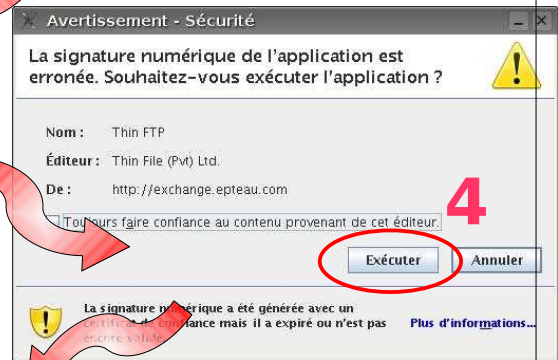 Avertissement - Sécurité
La signature numérique de l'application est
erronée. Souhaitez-vous exécuter l'application ?
Nom : Thin FTP
Éditeur : Thin File (Pvt) Ltd.
De : http://exchange.epteau.com
Toujours faire confiance au contenu provenant de cet éditeur.
4
Exécuter Annuler
La signature numérique a été générée avec un
certificat de confiance mais il a expiré ou n'est pas Plus d'informations...
encore valide.